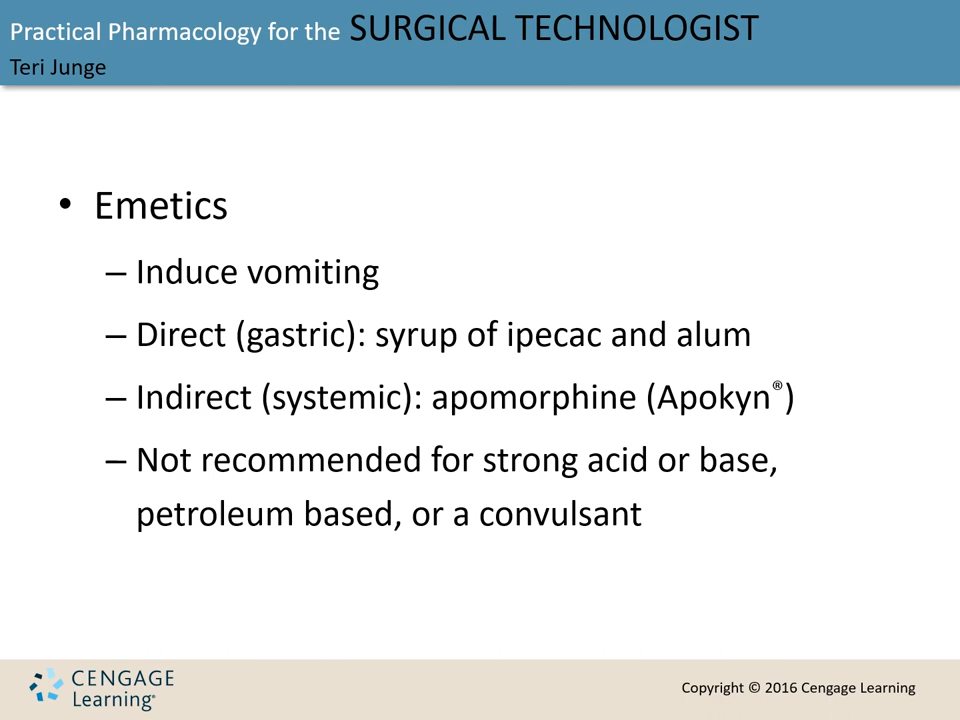 Practical Pharmacology for the SURGICAL TECHNOLOGIST
Teri Junge
• Emetics
– Induce vomiting
– Direct (gastric): syrup of ipecac and alum
– Indirect (systemic): apomorphine (Apokyn®)
– Not recommended for strong acid or base,
petroleum based, or a convulsant
CENGAGE
Learning®
Copyright © 2016 Cengage Learning